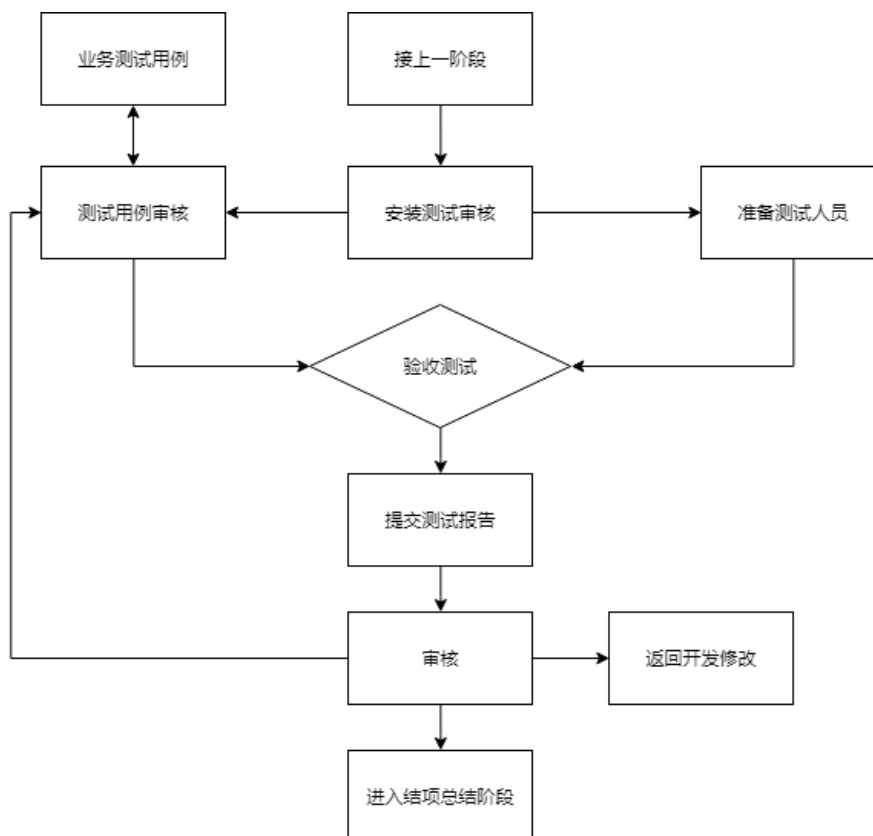 业务测试用例
接上一阶段
测试用例审核
安装测试审核
准备测试人员
验收测试
提交测试报告
审核
返回开发修改
进入结项总结阶段